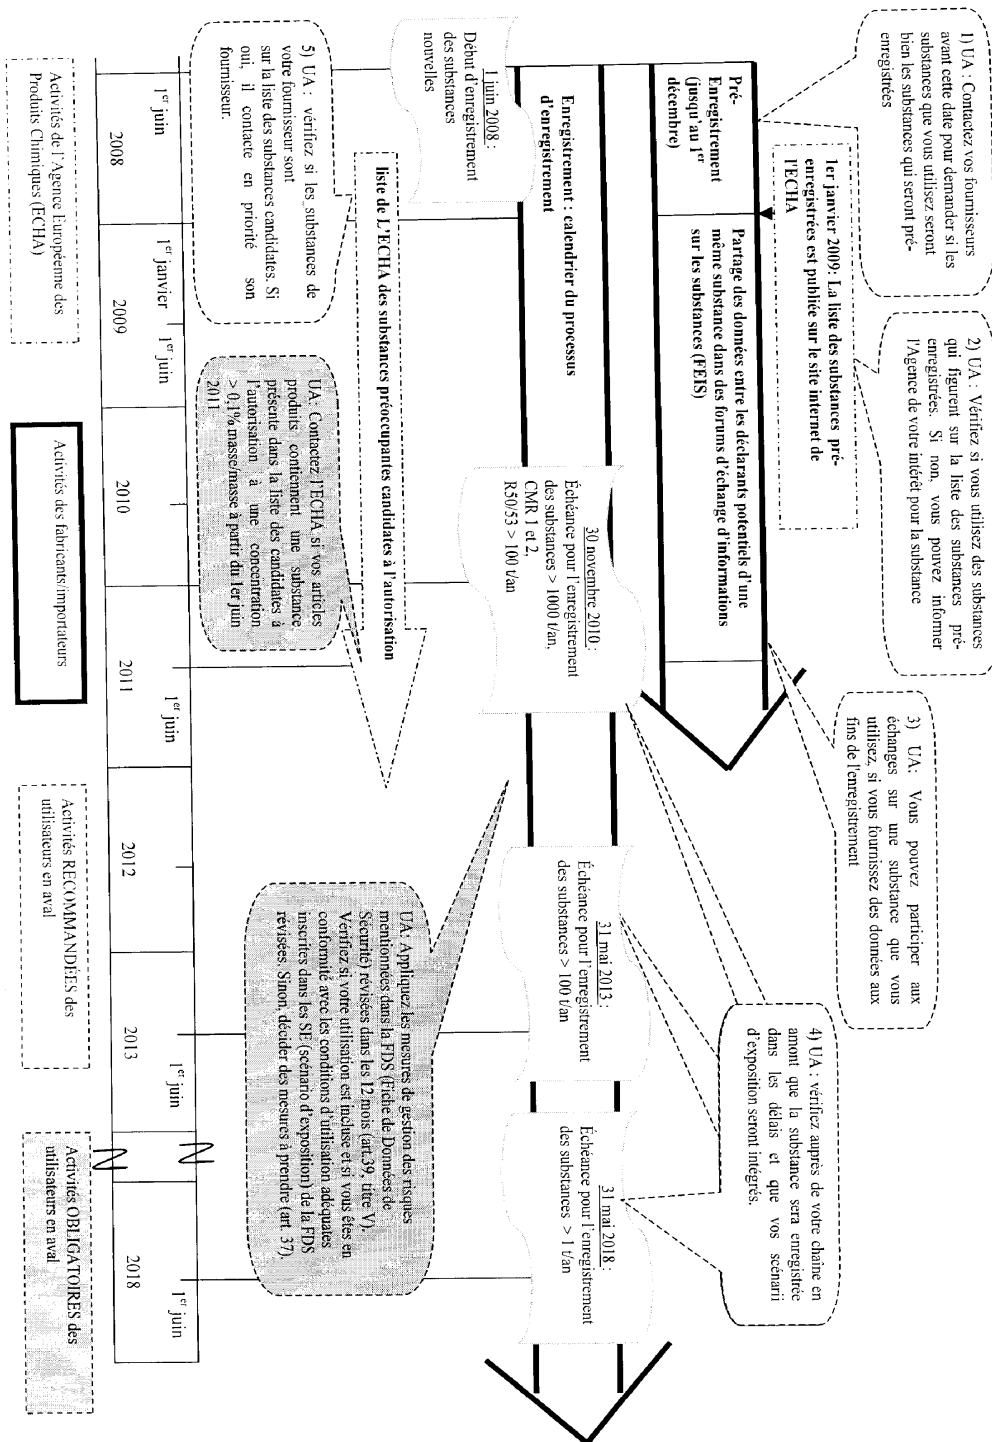 1) UA : Contactez vos fournisseurs
avant cette date pour demander si les
substances que vous utilisez seront
bien les substances qui seront pré-
enregistrées
2) UA : Vérifiez si vous utilisez des substances
qui figurent sur la liste des substances pré-
enregistrées. Si non, vous pouvez informer
l'Agence de votre intérêt pour la substance
3) UA: Vous pouvez participer aux
échanges sur une substance que vous
utilisez, si vous fournissez des données aux
fins de l'enregistrement
4) UA : vérifiez auprès de votre chaine en
amont que la substance sera enregistrée
dans les délais et que vos scénarii
d'exposition seront intégrés.
1er janvier 2009: La liste des substances pré-
enregistrées est publiée sur le site internet de
l'ECHA
Pré-
Enregistrement
(jusqu'au 1er
décembre)
Partage des données entre les déclarants potentiels d'une
même substance dans des forums d'échange d'informations
sur les substances (FEIS)
Enregistrement : calendrier du processus
d'enregistrement
1 juin 2008 :
Début d'enregistrement
des substances
nouvelles
30 novembre 2010 :
Échéance pour l'enregistrement
des substances > 1000 t/an,
CMR 1 et 2,
R50/53 > 100 t/an
31 mai 2013 :
Échéance pour l'enregistrement
des substances > 100 t/an
31 mai 2018 :
Échéance pour l'enregistrement
des substances > 1 t/an
liste de L'ECHA des substances préoccupantes candidates à l'autorisation
5) UA : vérifiez si les substances de
votre fournisseur sont
sur la liste des substances candidates. Si
oui, il contacte en priorité son
fournisseur.
UA: Contactez l'ECHA si vos articles
produits contiennent une substance
présente dans la liste des candidates à
l'autorisation à une concentration
> 0,1% masse/masse à partir du 1er juin
2011
UA: Appliquez les mesures de gestion des risques
mentionnées dans la FDS (Fiche de Données de
Sécurité) révisées dans les 12 mois (art.39, titre V).
Vérifiez si votre utilisation est incluse et si vous êtes en
conformité avec les conditions d'utilisation adéquates
inscrites dans les SE (scénario d'exposition) de la FDS
révisées. Sinon, décider des mesures à prendre (art. 37).
1er juin
1er janvier
1er juin
1er juin
1er juin
1er juin
2008
2009
2010
2011
2012
2013
2018
Activités de l'Agence Européenne des
Produits Chimiques (ECHA)
Activités des fabricants/importateurs
Activités RECOMMANDÉES des
utilisateurs en aval
Activités OBLIGATOIRES des
utilisateurs en aval